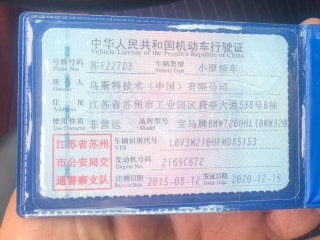 中华人民共和国机动车行驶证
Vehicle License of the People's Republic of China
号牌号码 苏E22703 车辆类型 小型轿车
Plate No. Vehicle Type
所有人 乌斯特技术（中国）有限公司
Owner
住址 江苏省苏州市工业园区葑亭大道538号8栋
Address
使用性质 非营运 品牌型号 宝马牌BMW7200HL(BMW320
Use Character Model
江苏省苏州
市公安局交
通警察支队
车辆识别代号
VIN
发动机号码 2169C67Z
Engine No.
注册日期 2015-08-12 发证日期 2020-12-16
Register Date Issue Date